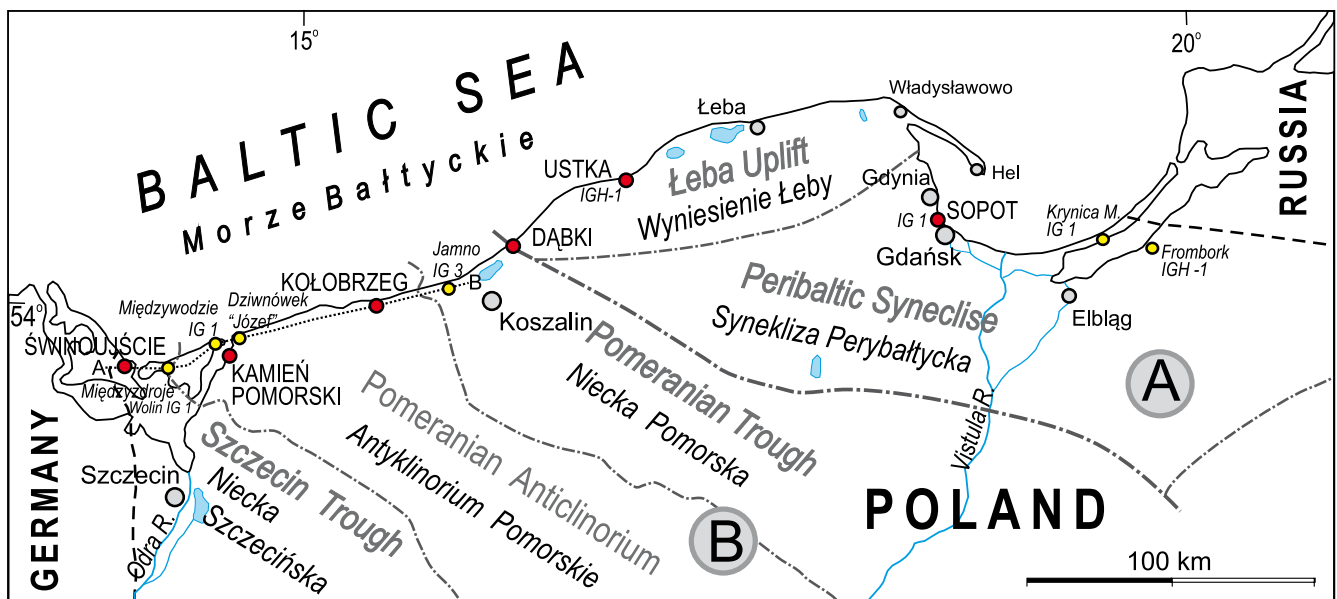 15°
20°
BALTIC SEA
Morze Bałtyckie
Władysławowo
Łeba
Hel
RUSSIA
USTKA
IGH-1
Łeba Uplift
Wyniesienie Łeby
Gdynia
IG 1
SOPOT
Gdańsk
Krynica M.
IG 1
Frombork
IGH -1
Elbląg
DĄBKI
Jamno
IG 3
B
KOŁOBRZEG
Koszalin
Międzywodzie
IG 1
Dziwnówek
“Józef”
54°
ŚWINOUJŚCIE
A
Międzyzdroje
Wolin IG 1
KAMIEŃ
POMORSKI
Peribaltic Syneclise
Synekliza Perybałtycka
A
Pomeranian Trough
Niecka Pomorska
Pomeranian Anticlinorium
Antyklinorium Pomorskie
B
Szczecin Trough
Niecka
Szczecińska
Szczecin
Odra R.
Vistula R.
GERMANY
POLAND
100 km